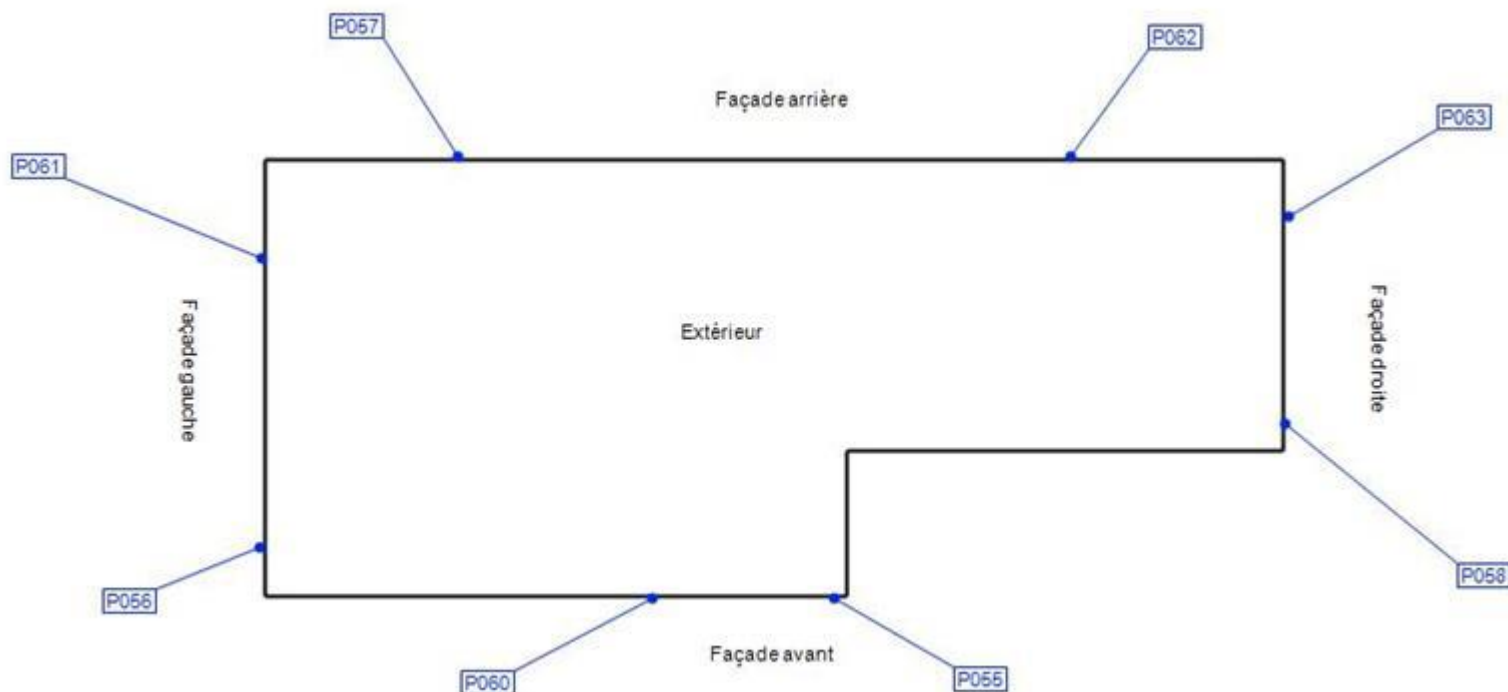 P057
P062
Façade arrière
P063
P061
Façade gauche
Extérieur
Façade droite
P058
P056
Façade avant
P060
P055